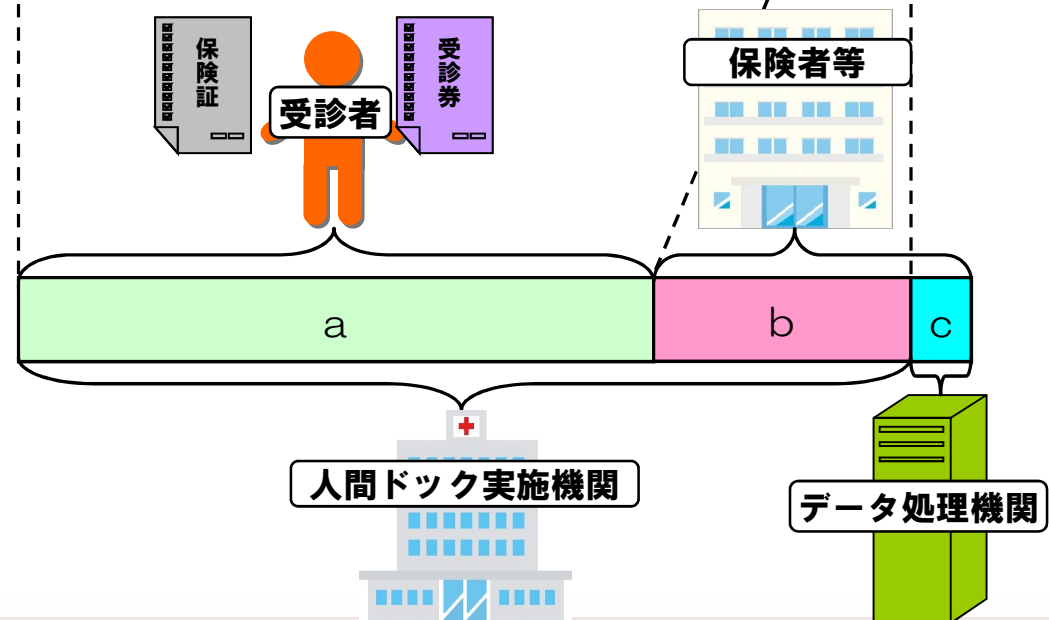 保険証
受診者
受診券
保険者等
a
b
c
人間ドック実施機関
データ処理機関